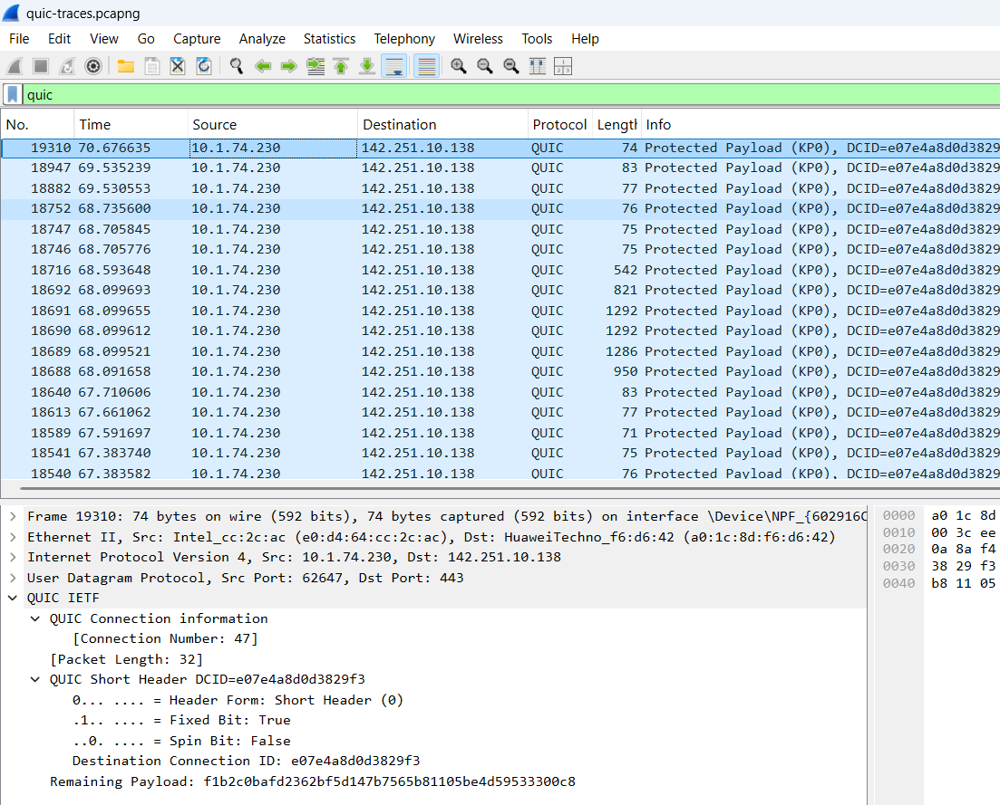 quic-traces.pcapng
File Edit View Go Capture Analyze Statistics Telephony Wireless Tools Help
quic
No. Time Source Destination Protocol Length Info
19310 70.676635 10.1.74.230 142.251.10.138 QUIC 74 Protected Payload (KP0), DCID=e07e4a8d0d3829
18947 69.535239 10.1.74.230 142.251.10.138 QUIC 83 Protected Payload (KP0), DCID=e07e4a8d0d3829
18882 69.530553 10.1.74.230 142.251.10.138 QUIC 77 Protected Payload (KP0), DCID=e07e4a8d0d3829
18752 68.735600 10.1.74.230 142.251.10.138 QUIC 76 Protected Payload (KP0), DCID=e07e4a8d0d3829
18747 68.705845 10.1.74.230 142.251.10.138 QUIC 75 Protected Payload (KP0), DCID=e07e4a8d0d3829
18746 68.705776 10.1.74.230 142.251.10.138 QUIC 75 Protected Payload (KP0), DCID=e07e4a8d0d3829
18716 68.593648 10.1.74.230 142.251.10.138 QUIC 542 Protected Payload (KP0), DCID=e07e4a8d0d3829
18692 68.099693 10.1.74.230 142.251.10.138 QUIC 821 Protected Payload (KP0), DCID=e07e4a8d0d3829
18691 68.099655 10.1.74.230 142.251.10.138 QUIC 1292 Protected Payload (KP0), DCID=e07e4a8d0d3829
18690 68.099612 10.1.74.230 142.251.10.138 QUIC 1292 Protected Payload (KP0), DCID=e07e4a8d0d3829
18689 68.099521 10.1.74.230 142.251.10.138 QUIC 1286 Protected Payload (KP0), DCID=e07e4a8d0d3829
18688 68.091658 10.1.74.230 142.251.10.138 QUIC 950 Protected Payload (KP0), DCID=e07e4a8d0d3829
18640 67.710606 10.1.74.230 142.251.10.138 QUIC 83 Protected Payload (KP0), DCID=e07e4a8d0d3829
18613 67.661062 10.1.74.230 142.251.10.138 QUIC 77 Protected Payload (KP0), DCID=e07e4a8d0d3829
18589 67.591697 10.1.74.230 142.251.10.138 QUIC 71 Protected Payload (KP0), DCID=e07e4a8d0d3829
18541 67.383740 10.1.74.230 142.251.10.138 QUIC 75 Protected Payload (KP0), DCID=e07e4a8d0d3829
18540 67.383582 10.1.74.230 142.251.10.138 QUIC 76 Protected Payload (KP0), DCID=e07e4a8d0d3829
Frame 19310: 74 bytes on wire (592 bits), 74 bytes captured (592 bits) on interface \Device\NPF_{602916C
Ethernet II, Src: Intel_cc:2c:ac (e0:d4:64:cc:2c:ac), Dst: HuaweiTechno_f6:d6:42 (a0:1c:8d:f6:d6:42)
Internet Protocol Version 4, Src: 10.1.74.230, Dst: 142.251.10.138
User Datagram Protocol, Src Port: 62647, Dst Port: 443
QUIC IETF
QUIC Connection information
[Connection Number: 47]
[Packet Length: 32]
QUIC Short Header DCID=e07e4a8d0d3829f3
0... .... = Header Form: Short Header (0)
.1.. .... = Fixed Bit: True
..0. .... = Spin Bit: False
Destination Connection ID: e07e4a8d0d3829f3
Remaining Payload: f1b2c0bafd2362bf5d147b7565b81105be4d59533300c8
0000 a0 1c 8d
0010 00 3c ee
0020 0a 8a f4
0030 38 29 f3
0040 b8 11 05